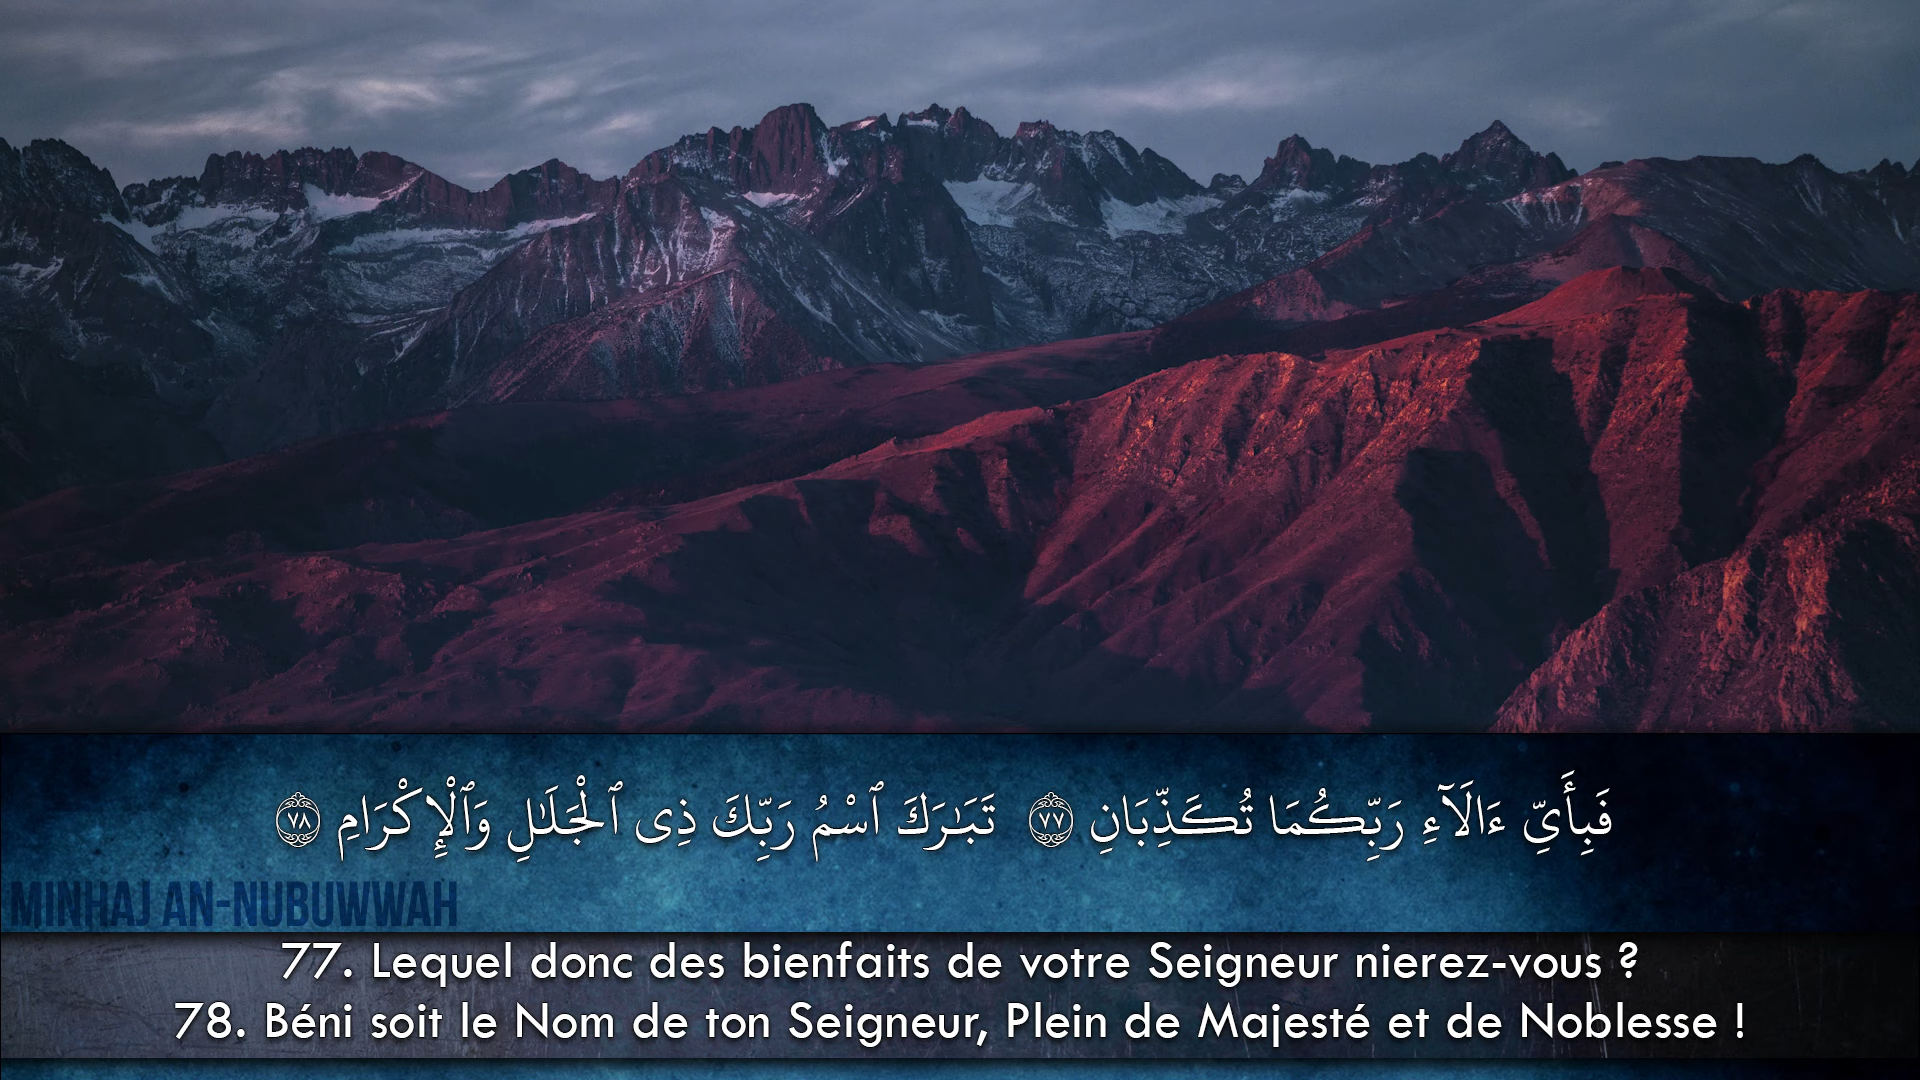 فَبِأَيِّ ءَالَآءِ رَبِّكُمَا تُكَذِّبَانِ ٧٧ تَبَـٰرَكَ ٱسْمُ رَبِّكَ ذِى ٱلْجَلَـٰلِ وَٱلْإِكْرَامِ ٧٨
MINHAJ AN-NUBUWWAH
77. Lequel donc des bienfaits de votre Seigneur nierez-vous ?
78. Béni soit le Nom de ton Seigneur, Plein de Majesté et de Noblesse !